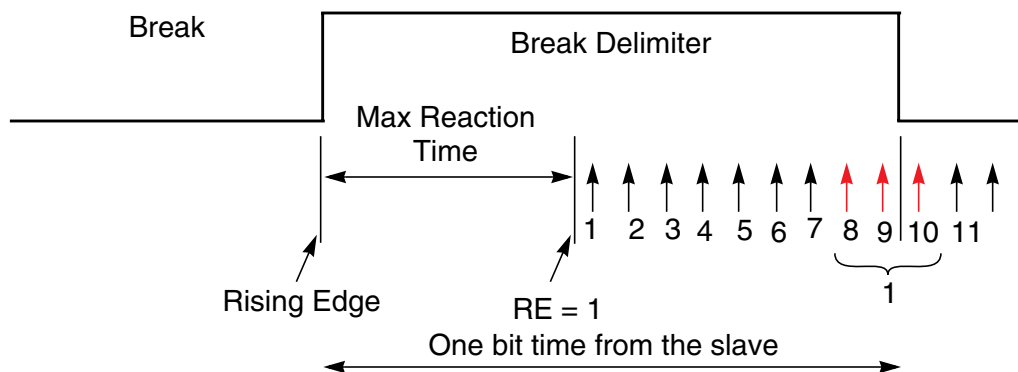 Break
Break Delimiter
Max Reaction
Time
1 2 3 4 5 6 7 8 9 10 11
1
Rising Edge
RE = 1
One bit time from the slave